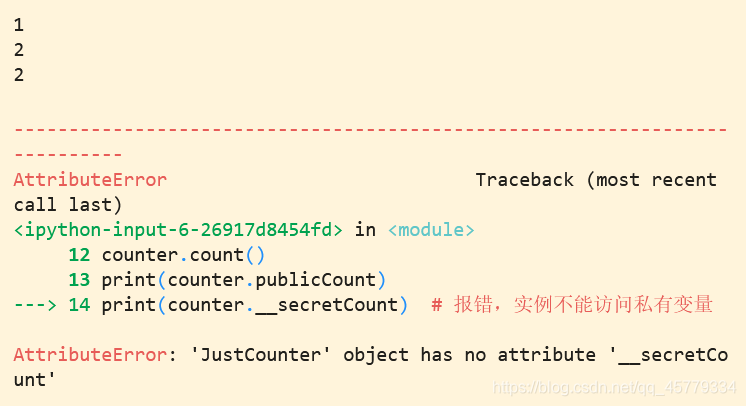 1
2
2
-----------------------------------------------------------------
----------
AttributeError                            Traceback (most recent
call last)
<ipython-input-6-26917d8454fd> in <module>
     12 counter.count()
     13 print(counter.publicCount)
---> 14 print(counter.__secretCount)  # 报错，实例不能访问私有变量
AttributeError: 'JustCounter' object has no attribute '__secretCo
unt'
https://blog.csdn.net/qq_45779334